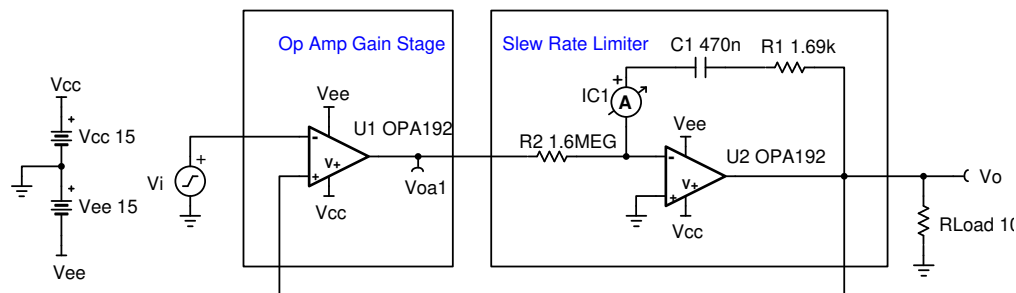 Op Amp Gain Stage
Slew Rate Limiter
C1 470n
R1 1.69k
Vcc
+
Vcc 15
+
Vee 15
Vee
Vi
+
Vee
U1 OPA192
-
+
V+
Vcc
Voa1
R2 1.6MEG
IC1
+
A
Vee
U2 OPA192
-
+
V+
Vcc
Vo
RLoad 10